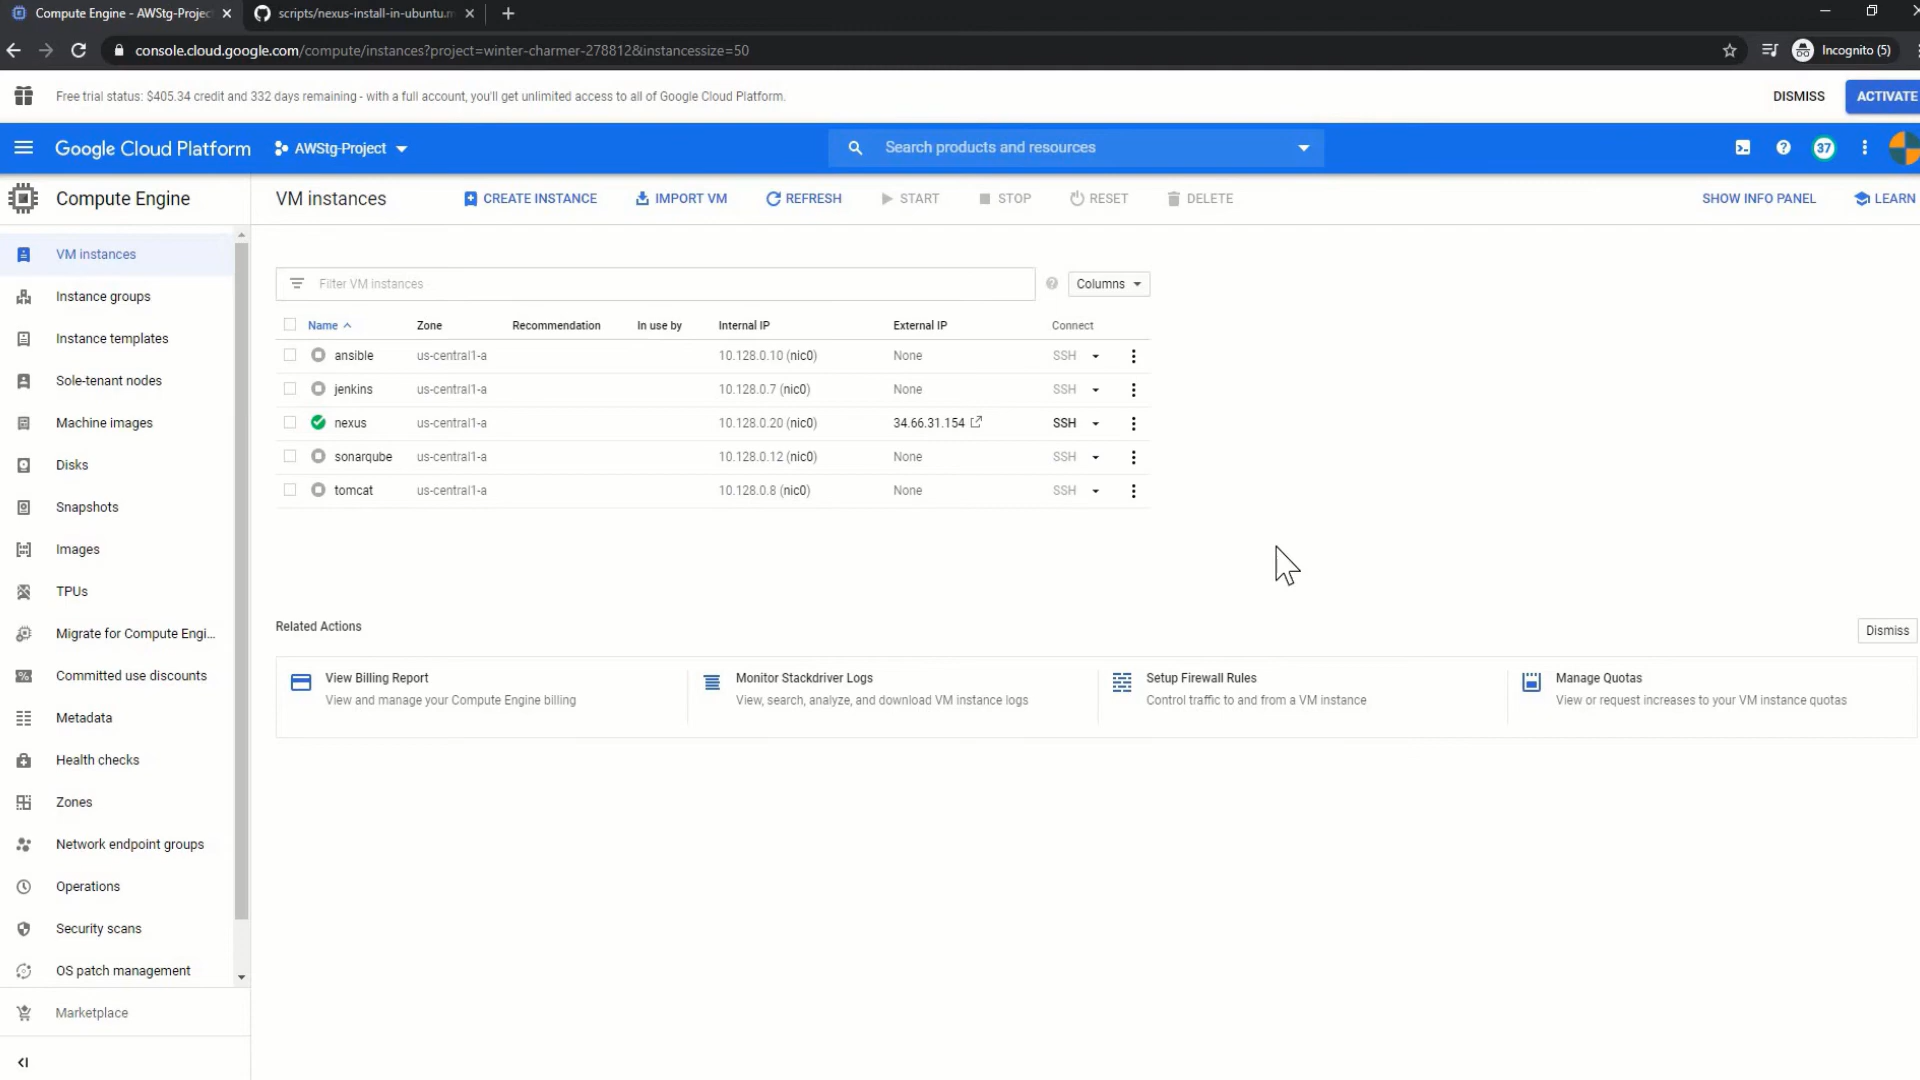 Compute Engine - AWStg-Projec
scripts/nexus-install-in-ubuntu.m
console.cloud.google.com/compute/instances?project=winter-charmer-278812&instancessize=50
Incognito (5)
Free trial status: $405.34 credit and 332 days remaining - with a full account, you'll get unlimited access to all of Google Cloud Platform.
DISMISS
ACTIVATE
Google Cloud Platform
AWStg-Project
Search products and resources
37
Compute Engine
VM instances
CREATE INSTANCE
IMPORT VM
REFRESH
START
STOP
RESET
DELETE
SHOW INFO PANEL
LEARN
VM instances
Instance groups
Instance templates
Sole-tenant nodes
Machine images
Disks
Snapshots
Images
TPUs
Migrate for Compute Engi...
Committed use discounts
Metadata
Health checks
Zones
Network endpoint groups
Operations
Security scans
OS patch management
Marketplace
Filter VM instances
Columns
Name Zone Recommendation In use by Internal IP External IP Connect
ansible us-central1-a 10.128.0.10 (nic0) None SSH
jenkins us-central1-a 10.128.0.7 (nic0) None SSH
nexus us-central1-a 10.128.0.20 (nic0) 34.66.31.154 SSH
sonarqube us-central1-a 10.128.0.12 (nic0) None SSH
tomcat us-central1-a 10.128.0.8 (nic0) None SSH
Related Actions
Dismiss
View Billing Report
View and manage your Compute Engine billing
Monitor Stackdriver Logs
View, search, analyze, and download VM instance logs
Setup Firewall Rules
Control traffic to and from a VM instance
Manage Quotas
View or request increases to your VM instance quotas